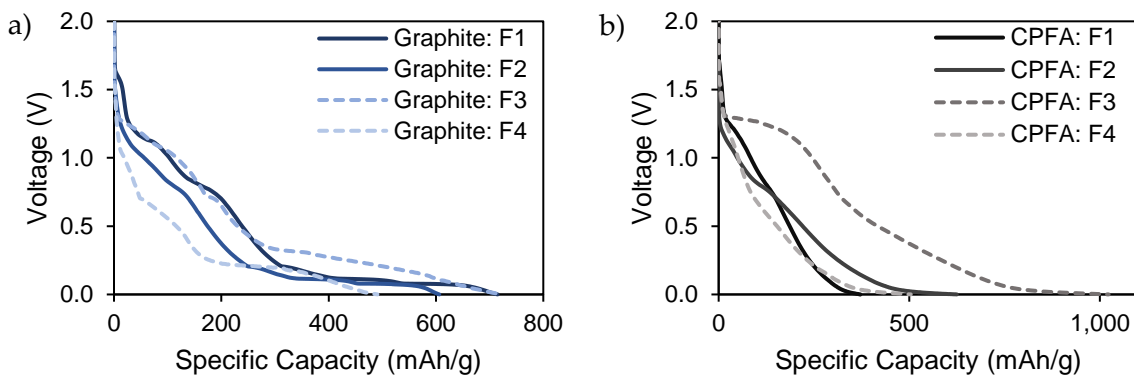 a)
2.0
1.5
1.0
0.5
0.0
Voltage (V)
Graphite: F1
Graphite: F2
Graphite: F3
Graphite: F4
0 200 400 600 800
Specific Capacity (mAh/g)
b)
2.0
1.5
1.0
0.5
0.0
Voltage (V)
CPFA: F1
CPFA: F2
CPFA: F3
CPFA: F4
0 500 1,000
Specific Capacity (mAh/g)